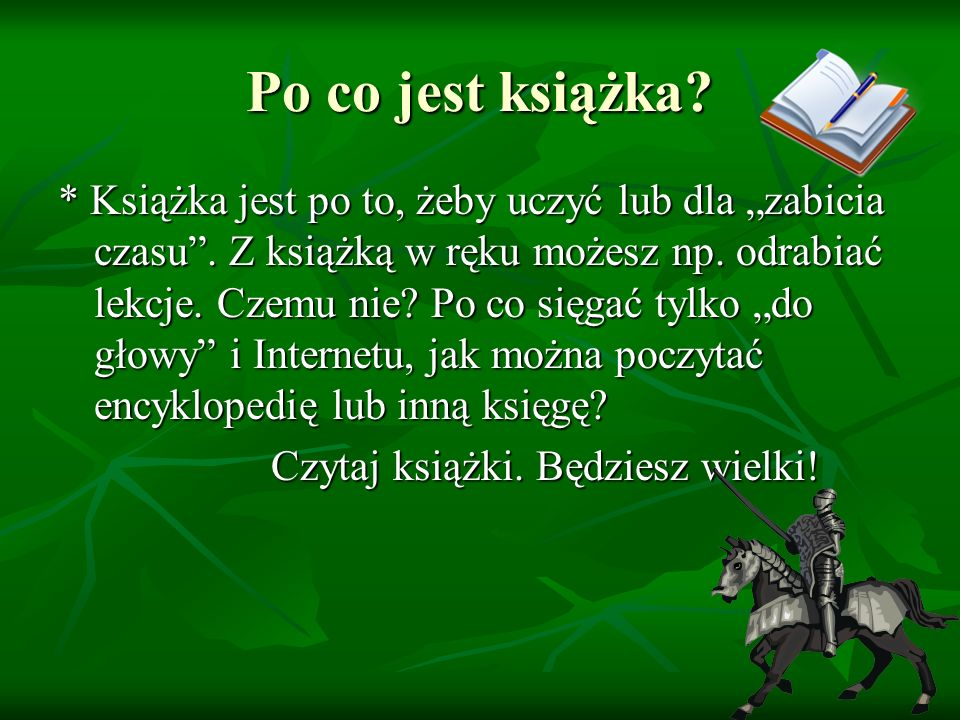 Po co jest książka?
* Książka jest po to, żeby uczyć lub dla „zabicia
czasu”. Z książką w ręku możesz np. odrabiać
lekcje. Czemu nie? Po co sięgać tylko „do
głowy” i Internetu, jak można poczytać
encyklopedię lub inną księgę?
Czytaj książki. Będziesz wielki!